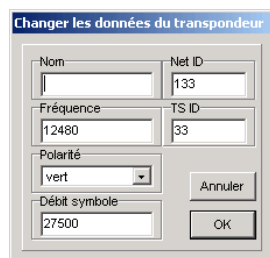 Changer les données du transpondeur
Nom
Net ID
133
Fréquence
12480
TS ID
33
Polarité
vert
Annuler
Débit symbole
27500
OK